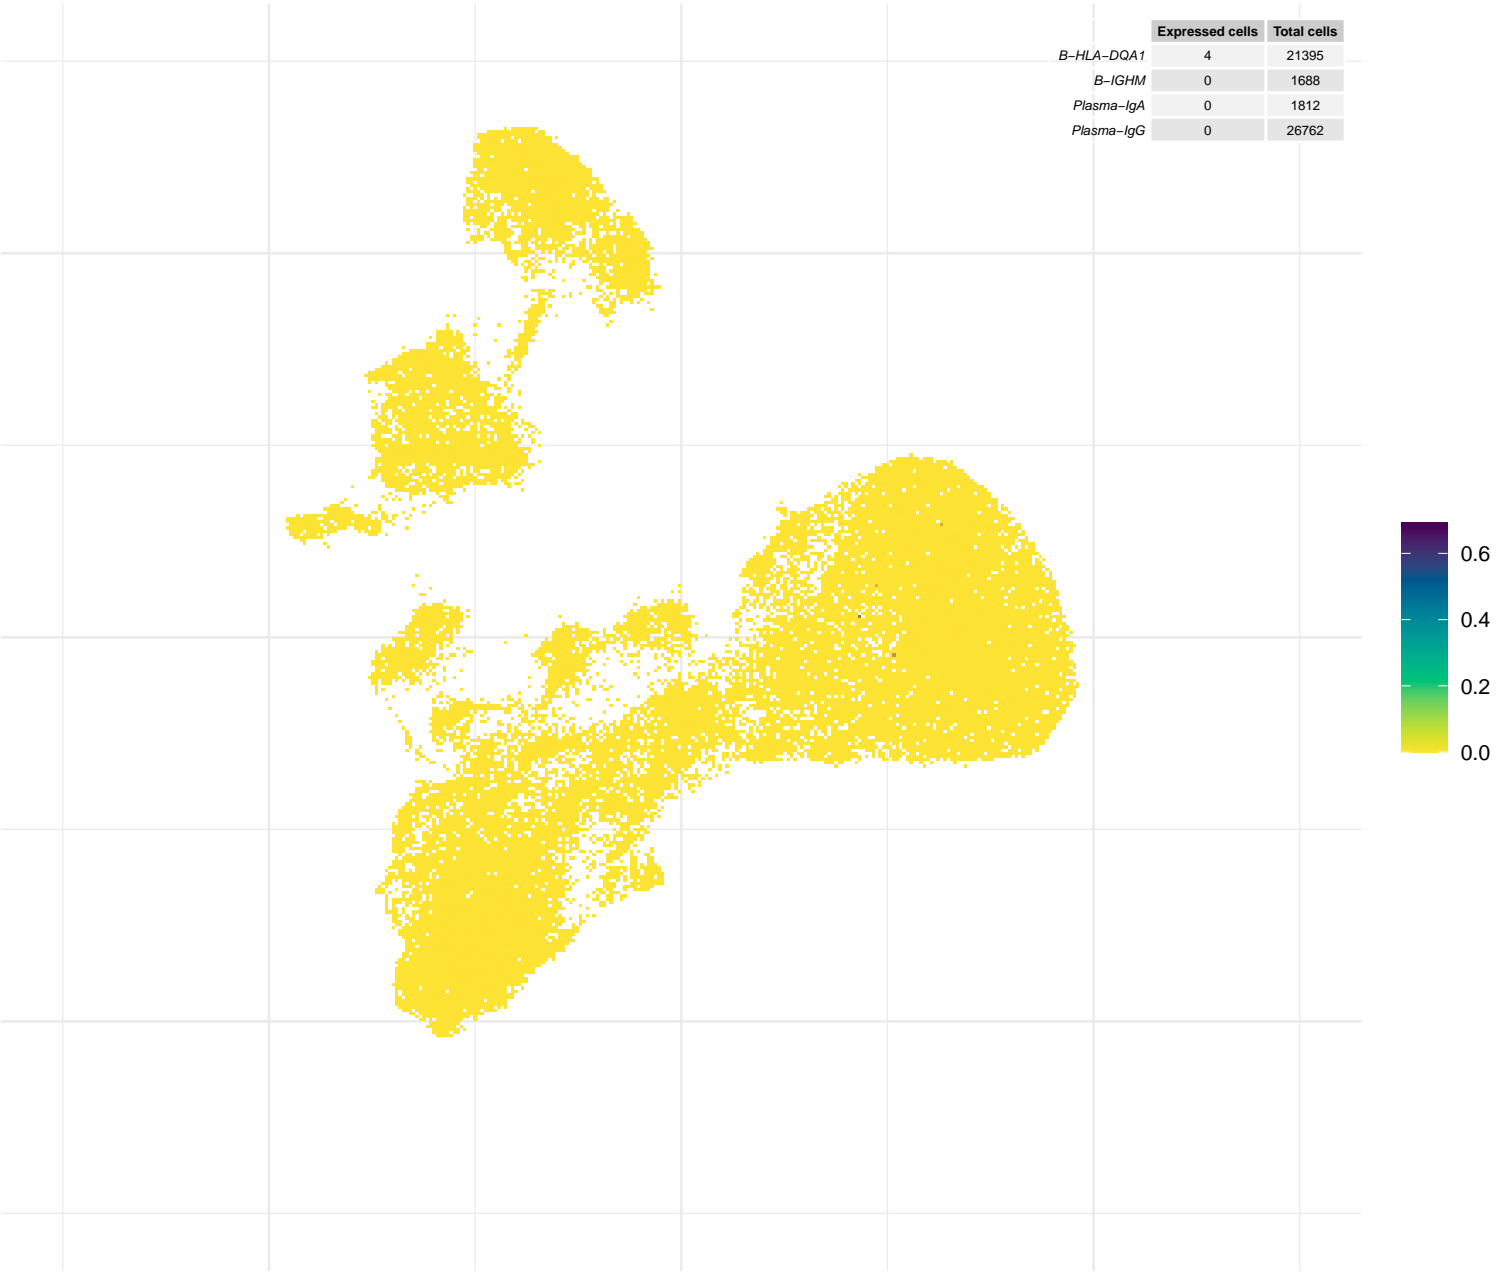 Expressed cells Total cells
B−HLA−DQA1 4 21395
B−IGHM 0 1688
Plasma−IgA 0 1812
Plasma−IgG 0 26762
0.6
0.4
0.2
0.0